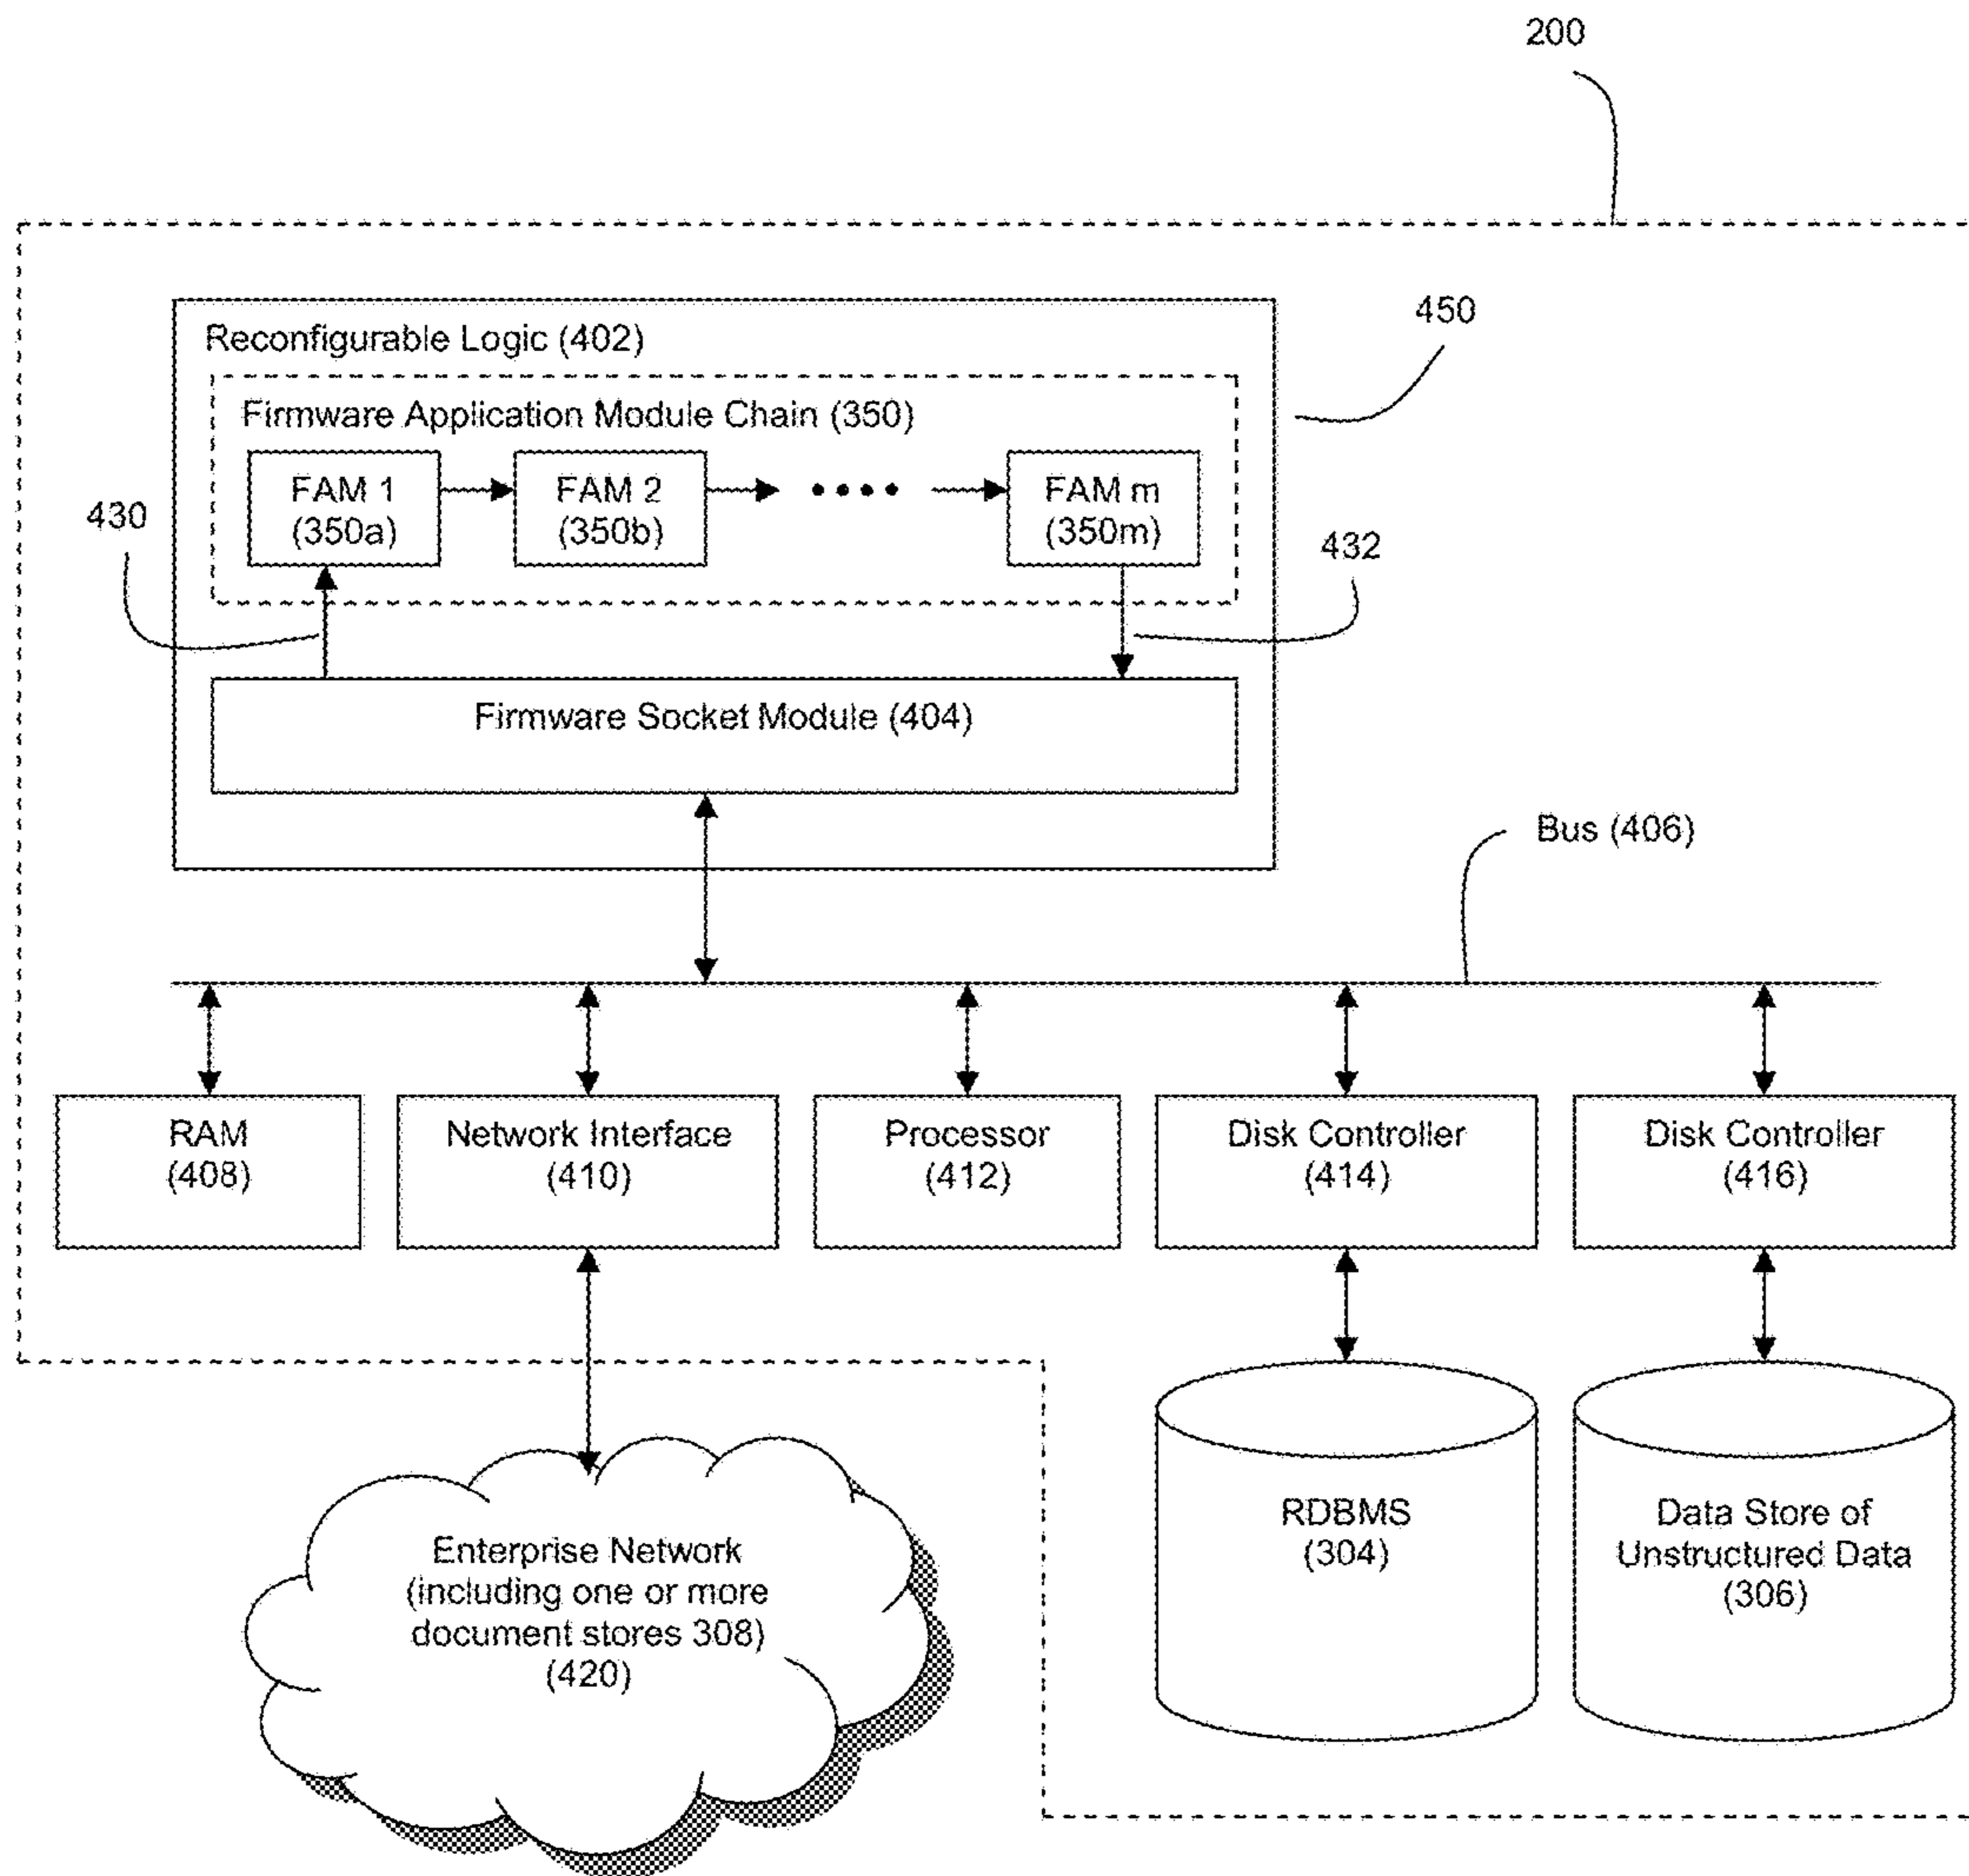 200
450
Reconfigurable Logic (402)
Firmware Application Module Chain (350)
FAM 1
(350a)
FAM 2
(350b)
FAM m
(350m)
430
432
Firmware Socket Module (404)
Bus (406)
RAM
(408)
Network Interface
(410)
Processor
(412)
Disk Controller
(414)
Disk Controller
(416)
Enterprise Network
(including one or more
document stores 308)
(420)
RDBMS
(304)
Data Store of
Unstructured Data
(306)